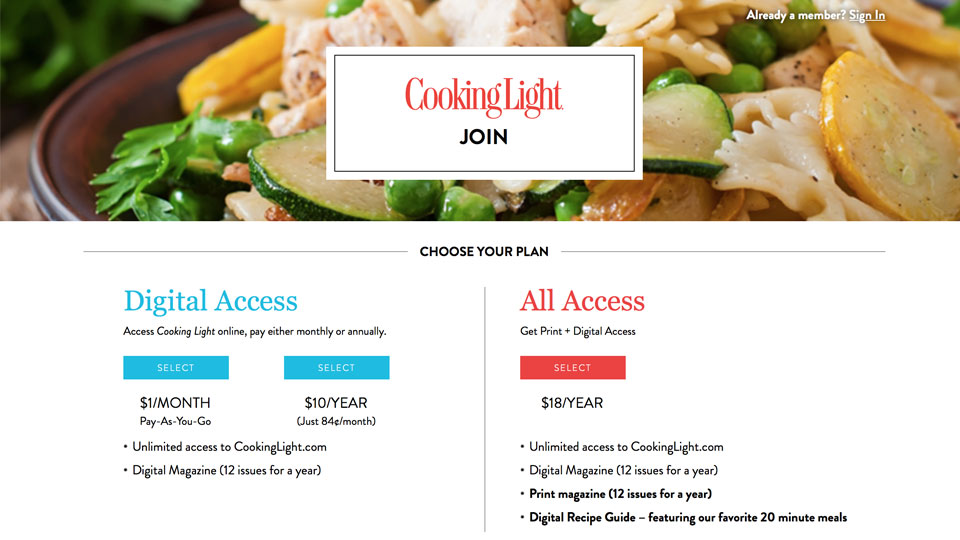 Already a member? Sign In
CookingLight
JOIN
CHOOSE YOUR PLAN
Digital Access
Access Cooking Light online, pay either monthly or annually.
SELECT
SELECT
$1/MONTH
Pay-As-You-Go
$10/YEAR
(Just 84¢/month)
• Unlimited access to CookingLight.com
• Digital Magazine (12 issues for a year)
All Access
Get Print + Digital Access
SELECT
$18/YEAR
• Unlimited access to CookingLight.com
• Digital Magazine (12 issues for a year)
• Print magazine (12 issues for a year)
• Digital Recipe Guide – featuring our favorite 20 minute meals